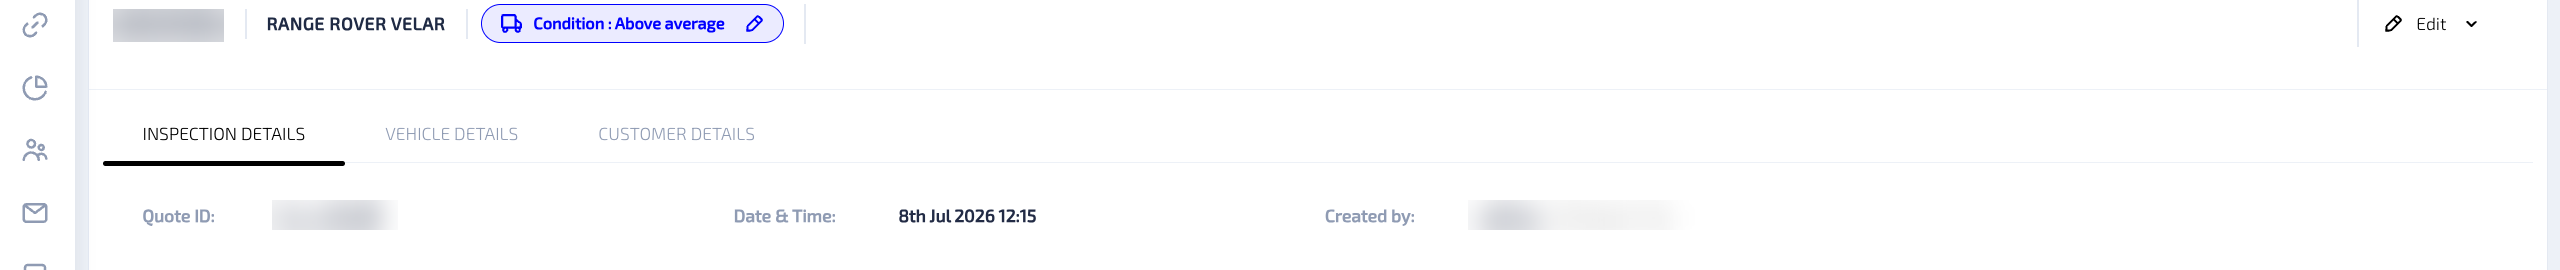 RANGE ROVER VELAR Condition : Above average Edit
INSPECTION DETAILS VEHICLE DETAILS CUSTOMER DETAILS
Quote ID: Date & Time: 8th Jul 2026 12:15 Created by: